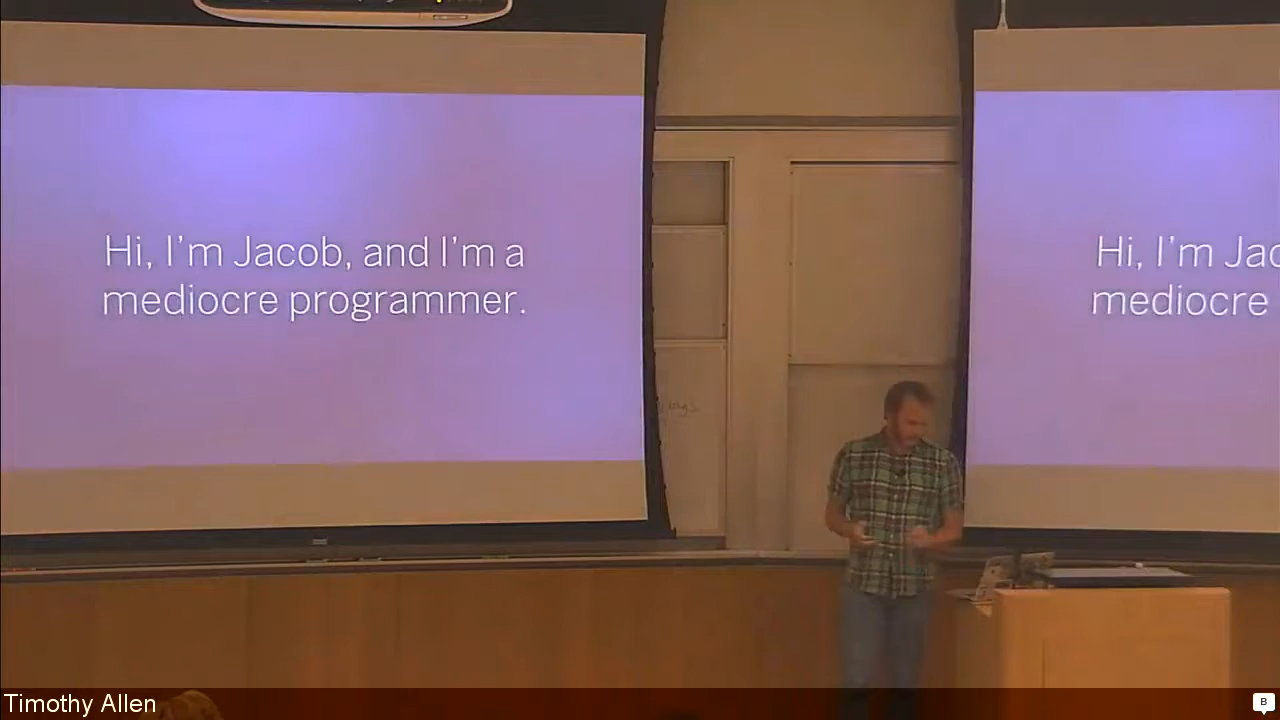 Hi, I'm Jacob, and I'm a
mediocre programmer.
Hi, I'm Jac
mediocre
Timothy Allen
B